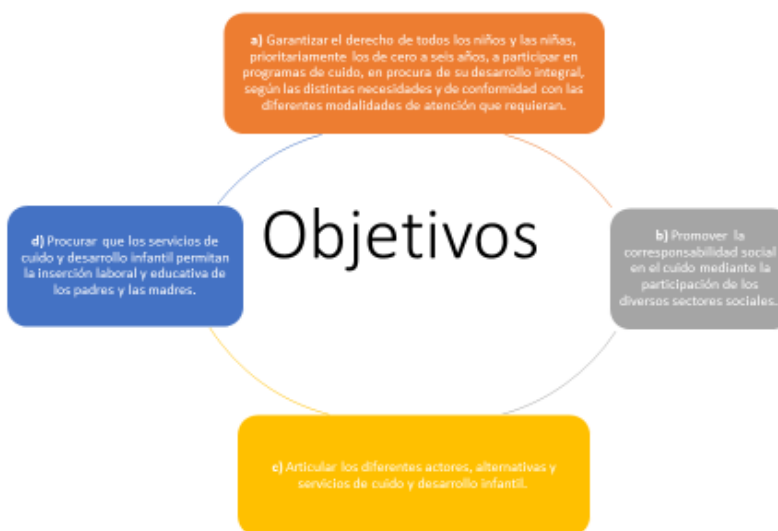 a) Garantizar el derecho de todos los niños y las niñas,
prioritariamente los de cero a seis años, a participar en
programas de cuido, en procura de su desarrollo integral,
según las distintas necesidades y de conformidad con las
diferentes modalidades de atención que requieran.
Objetivos
b) Promover la
corresponsabilidad social
en el cuido mediante la
participación de los
diversos sectores sociales.
c) Articular los diferentes actores, alternativas y
servicios de cuido y desarrollo infantil.
d) Procurar que los servicios de
cuido y desarrollo infantil permitan
la inserción laboral y educativa de
los padres y las madres.